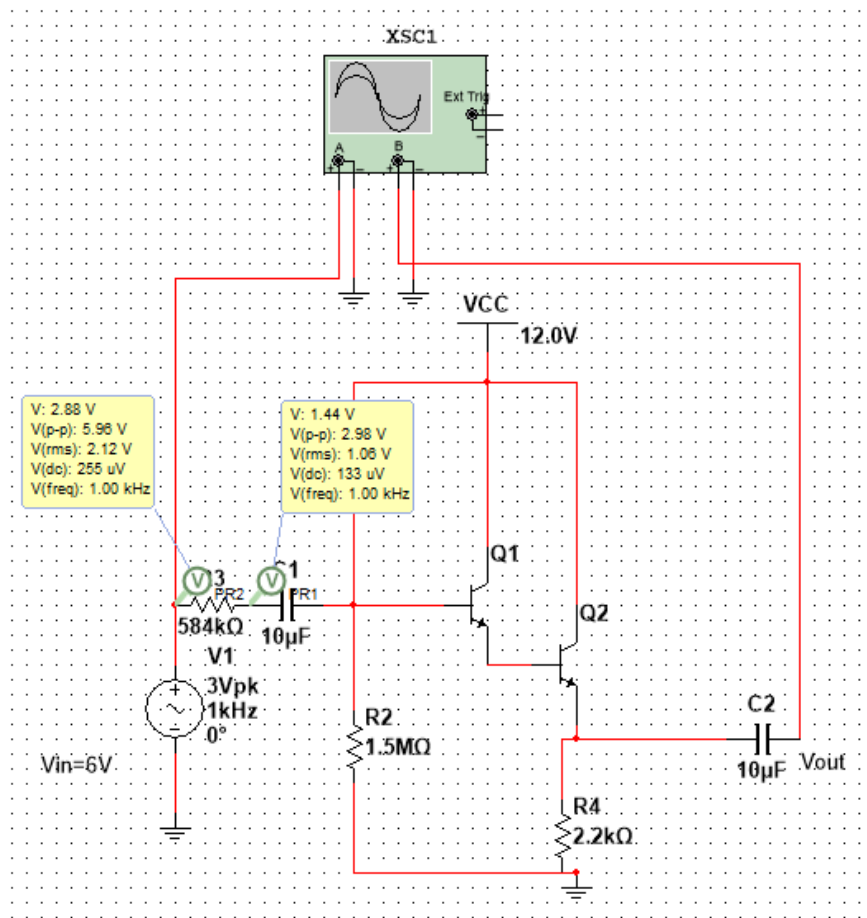 XSC1
Ext Trig
+
−
A
B
+ −
+ −
VCC
12.0V
V: 2.88 V
V(p-p): 5.96 V
V(rms): 2.12 V
V(dc): 255 uV
V(freq): 1.00 kHz
V: 1.44 V
V(p-p): 2.98 V
V(rms): 1.06 V
V(dc): 133 uV
V(freq): 1.00 kHz
Q1
V
V
PR2
PR1
584kΩ
10µF
Q2
V1
3Vpk
1kHz
0°
Vin=6V
R2
1.5MΩ
C2
10µF
Vout
R4
2.2kΩ